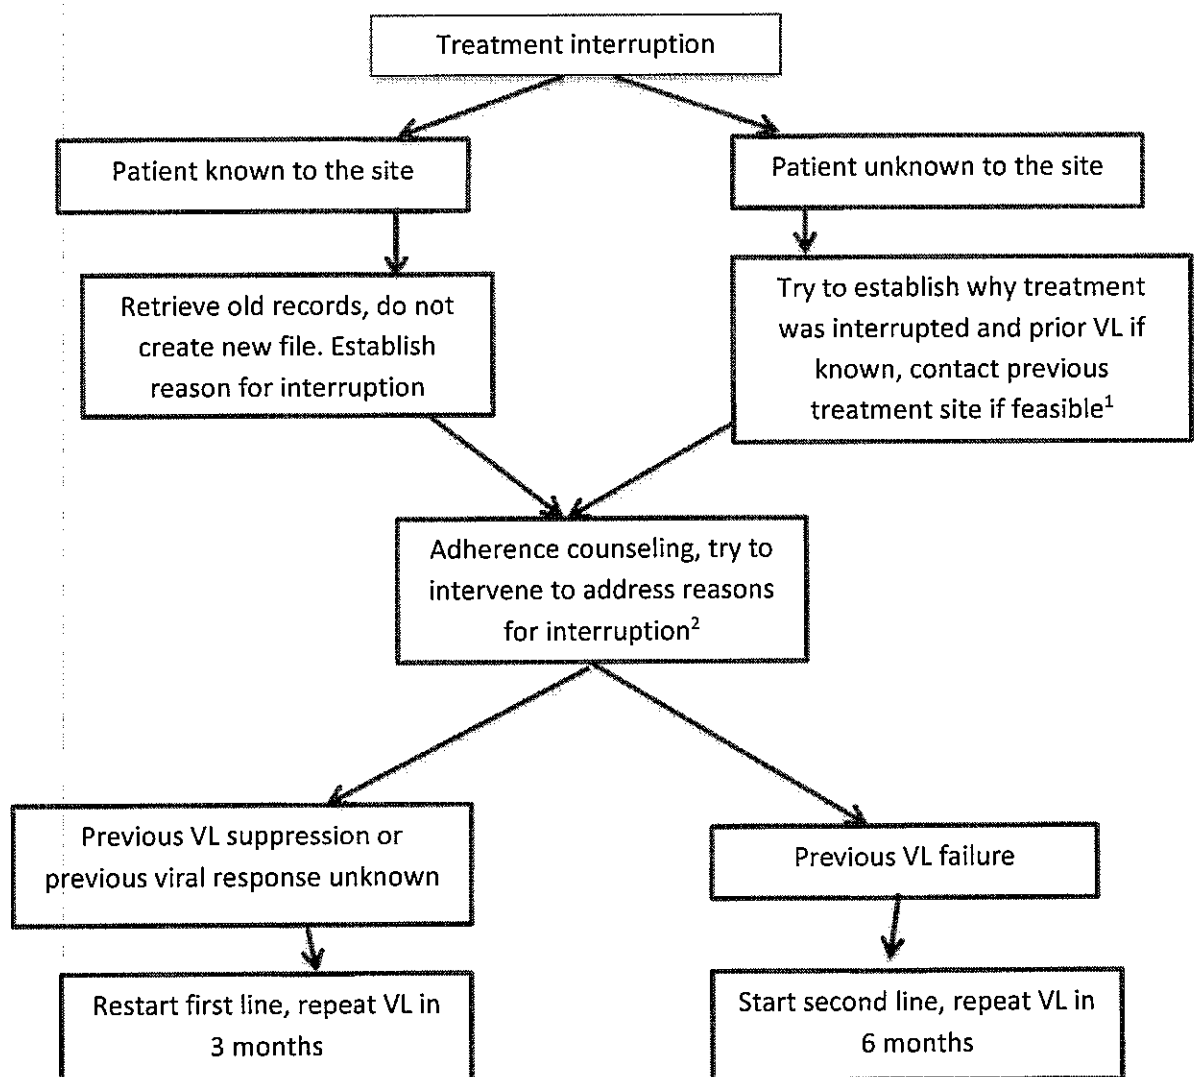 Treatment interruption
Patient known to the site
Patient unknown to the site
Retrieve old records, do not
create new file. Establish
reason for interruption
Try to establish why treatment
was interrupted and prior VL if
known, contact previous
treatment site if feasible¹
Adherence counseling, try to
intervene to address reasons
for interruption²
Previous VL suppression or
previous viral response unknown
Previous VL failure
Restart first line, repeat VL in
3 months
Start second line, repeat VL in
6 months